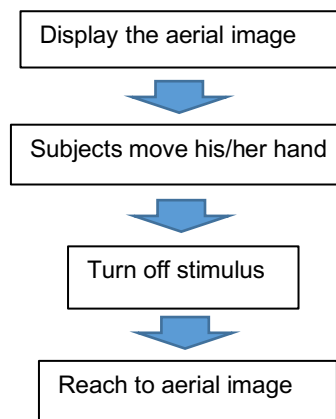 Display the aerial image
Subjects move his/her hand
Turn off stimulus
Reach to aerial image